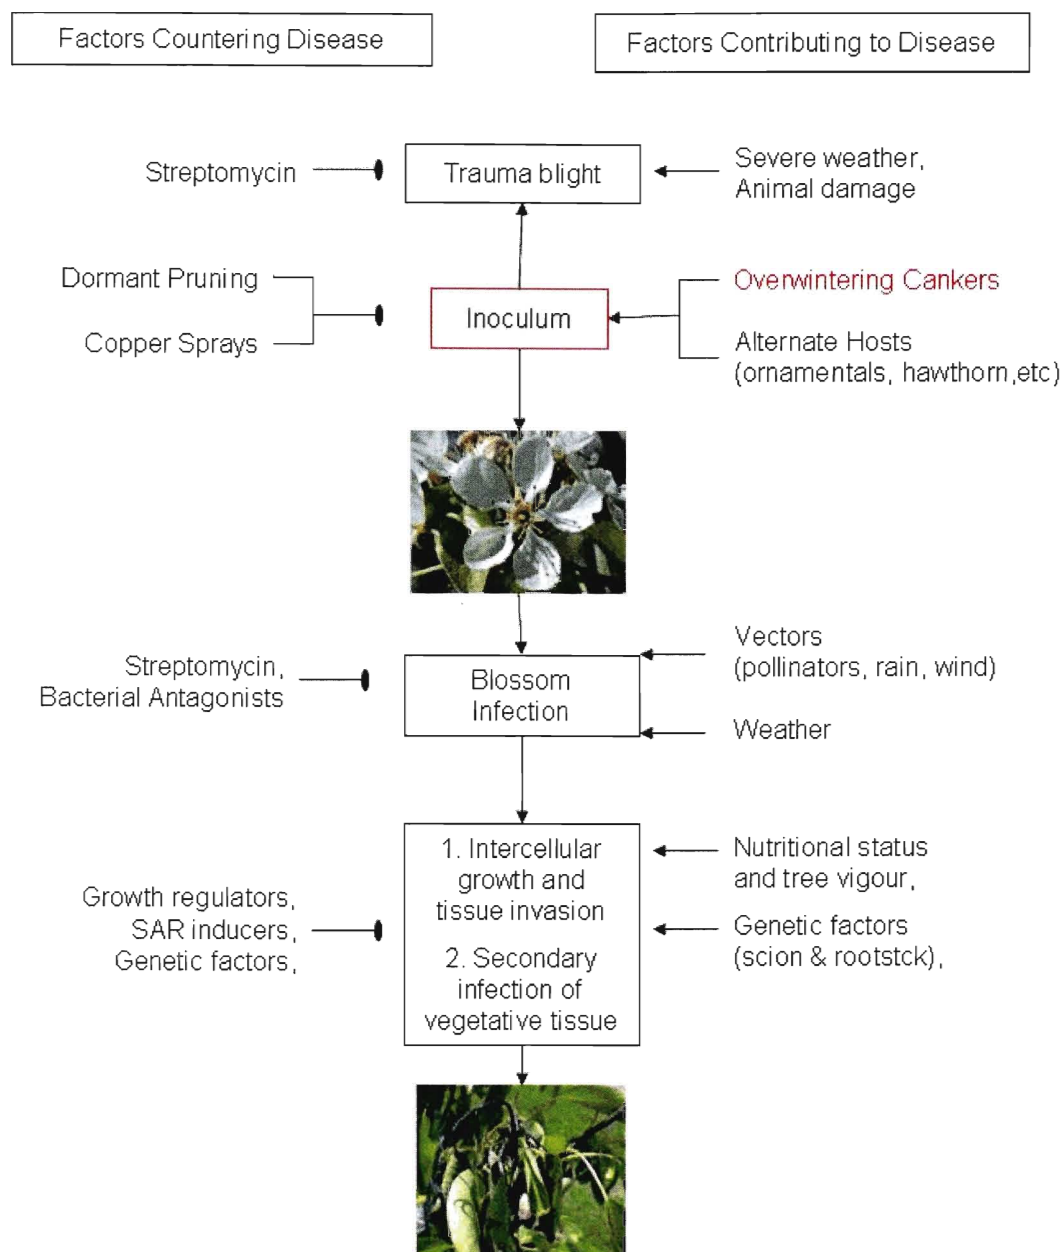 Factors Countering Disease
Factors Contributing to Disease
Streptomycin
Trauma blight
Severe weather,
Animal damage
Dormant Pruning
Copper Sprays
Inoculum
Overwintering Cankers
Alternate Hosts
(ornamentals, hawthorn,etc)
Streptomycin,
Bacterial Antagonists
Blossom
Infection
Vectors
(pollinators, rain, wind)
Weather
Growth regulators,
SAR inducers,
Genetic factors,
1. Intercellular
growth and
tissue invasion
2. Secondary
infection of
vegetative tissue
Nutritional status
and tree vigour,
Genetic factors
(scion & rootstck),